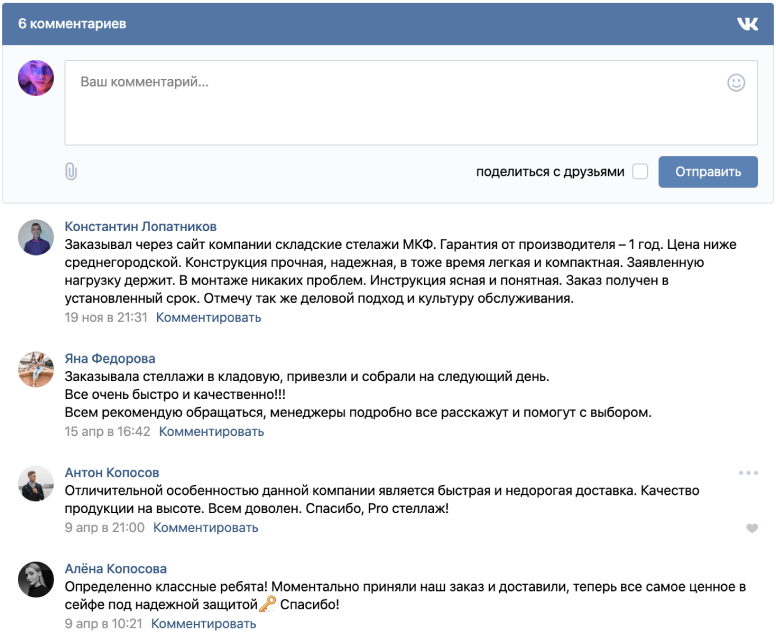 6 комментариев
Ваш комментарий...
поделиться с друзьями
Отправить
Константин Лопатников
Заказывал через сайт компании складские стелажи МКФ. Гарантия от производителя – 1 год. Цена ниже
среднегородской. Конструкция прочная, надежная, в тоже время легкая и компактная. Заявленную
нагрузку держит. В монтаже никаких проблем. Инструкция ясная и понятная. Заказ получен в
установленный срок. Отмечу так же деловой подход и культуру обслуживания.
19 ноя в 21:31 Комментировать
Яна Федорова
Заказывала стеллажи в кладовую, привезли и собрали на следующий день.
Все очень быстро и качественно!!!
Всем рекомендую обращаться, менеджеры подробно все расскажут и помогут с выбором.
15 апр в 16:42 Комментировать
Антон Копосов
Отличительной особенностью данной компании является быстрая и недорогая доставка. Качество
продукции на высоте. Всем доволен. Спасибо, Pro стеллаж!
9 апр в 21:00 Комментировать
Алёна Копосова
Определенно классные ребята! Моментально приняли наш заказ и доставили, теперь все самое ценное в
сейфе под надежной защитой🔑 Спасибо!
9 апр в 10:21 Комментировать